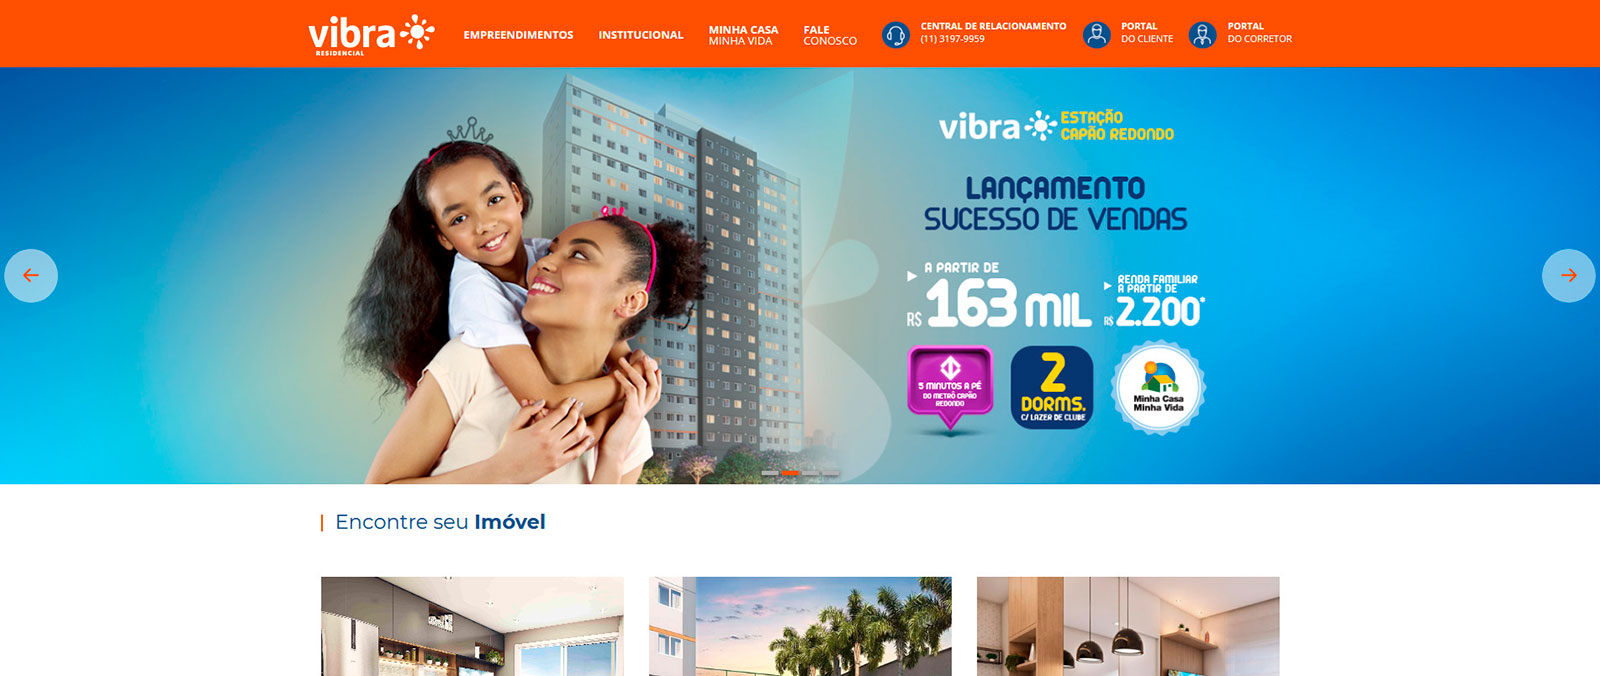 vibra
RESIDENCIAL
EMPREENDIMENTOS
INSTITUCIONAL
MINHA CASA
MINHA VIDA
FALE
CONOSCO
CENTRAL DE RELACIONAMENTO
(11) 3197-9959
PORTAL
DO CLIENTE
PORTAL
DO CORRETOR
vibra ESTAÇÃO
CAPÃO REDONDO
LANÇAMENTO
SUCESSO DE VENDAS
A PARTIR DE
R$ 163 MIL
RENDA FAMILIAR
A PARTIR DE
R$ 2.200*
5 MINUTOS A PÉ
DO METRÔ CAPÃO
REDONDO
2
DORMS.
C/ LAZER DE CLUBE
Minha Casa
Minha Vida
Encontre seu Imóvel